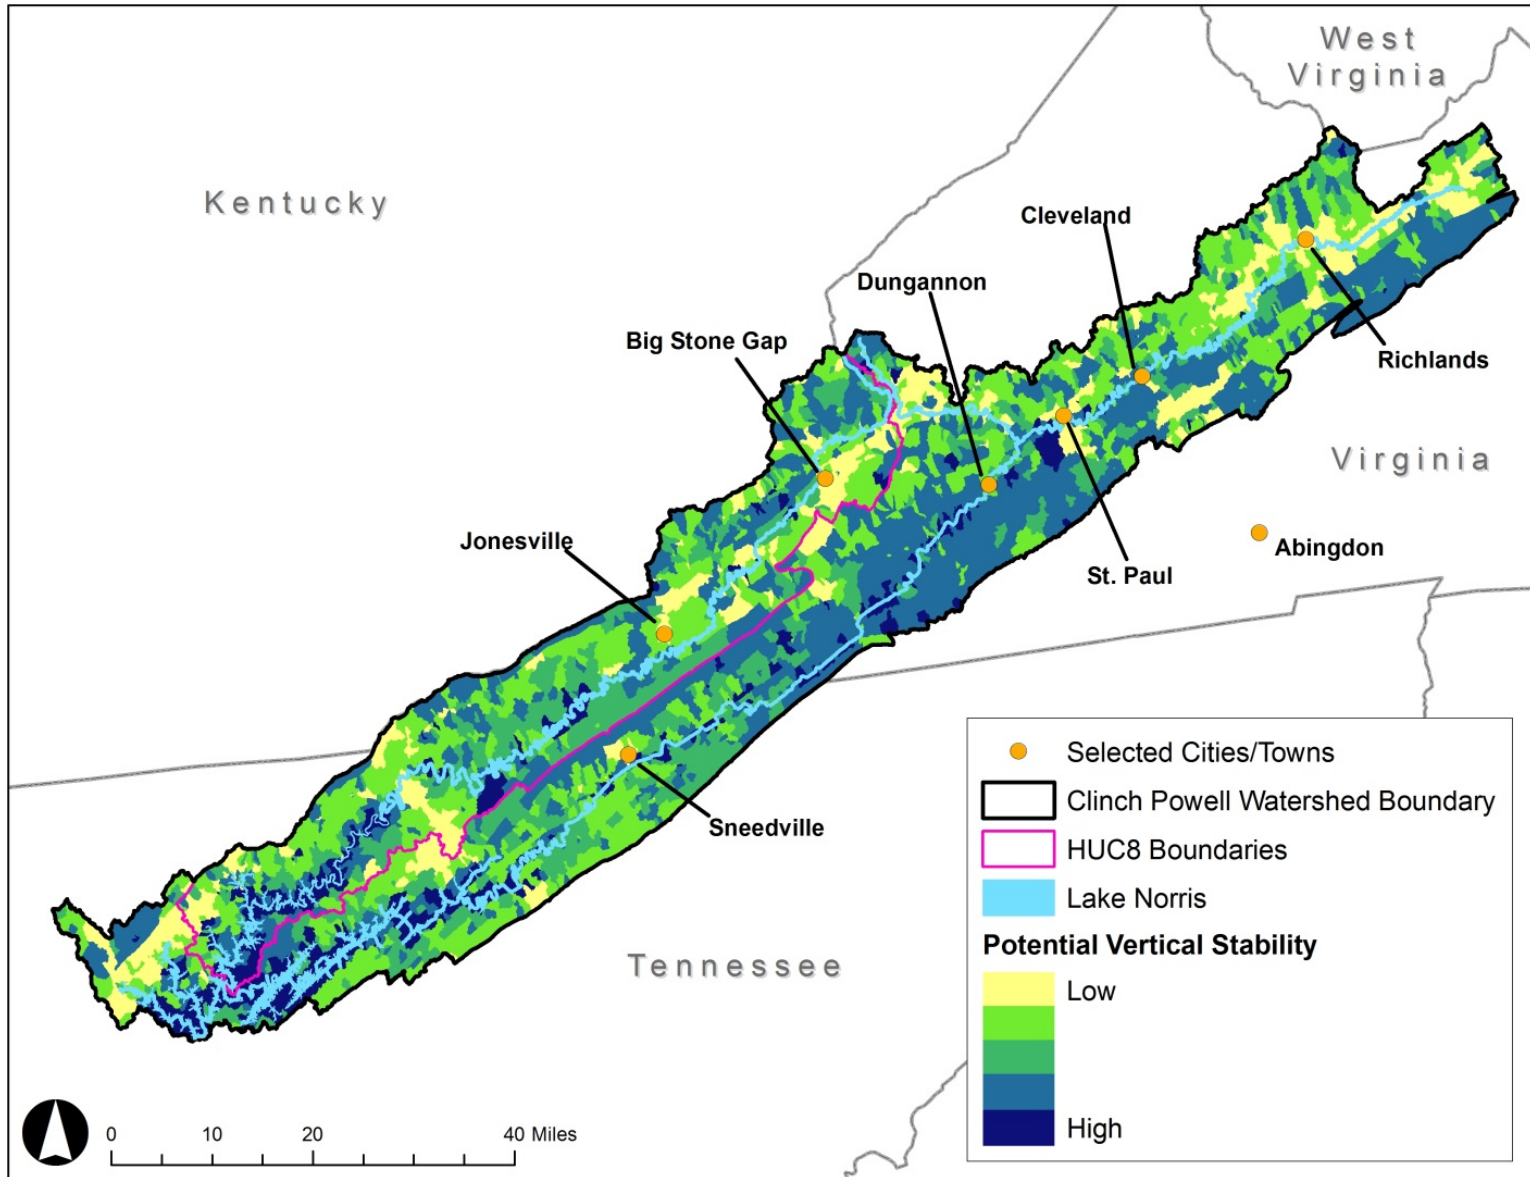 West
Virginia
Kentucky
Cleveland
Dungannon
Big Stone Gap
Richlands
Virginia
Jonesville
Abingdon
St. Paul
Sneedville
Tennessee
Selected Cities/Towns
Clinch Powell Watershed Boundary
HUC8 Boundaries
Lake Norris
Potential Vertical Stability
Low
High
0 10 20 40 Miles